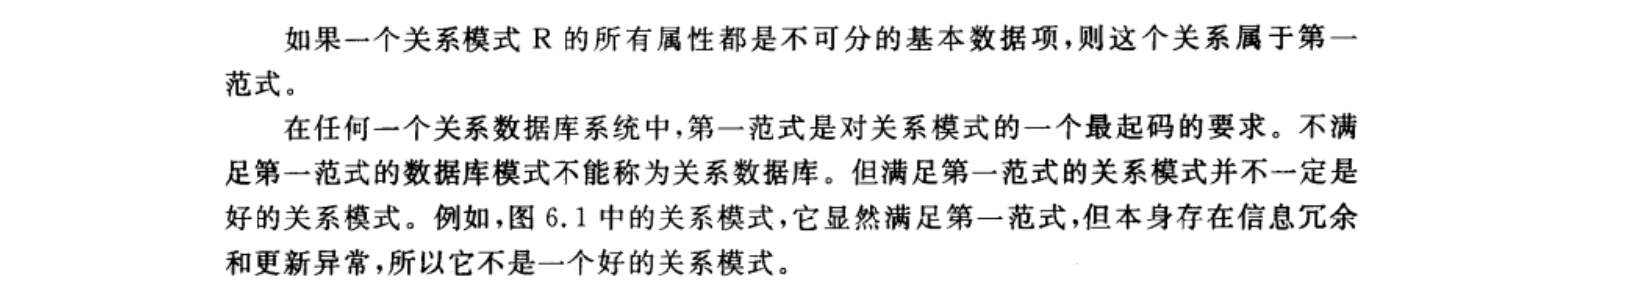 如果一个关系模式 R 的所有属性都是不可分的基本数据项,则这个关系属于第一
范式。
在任何一个关系数据库系统中,第一范式是对关系模式的一个最起码的要求。不满
足第一范式的数据库模式不能称为关系数据库。但满足第一范式的关系模式并不一定是
好的关系模式。例如,图 6.1 中的关系模式,它显然满足第一范式,但本身存在信息冗余
和更新异常,所以它不是一个好的关系模式。